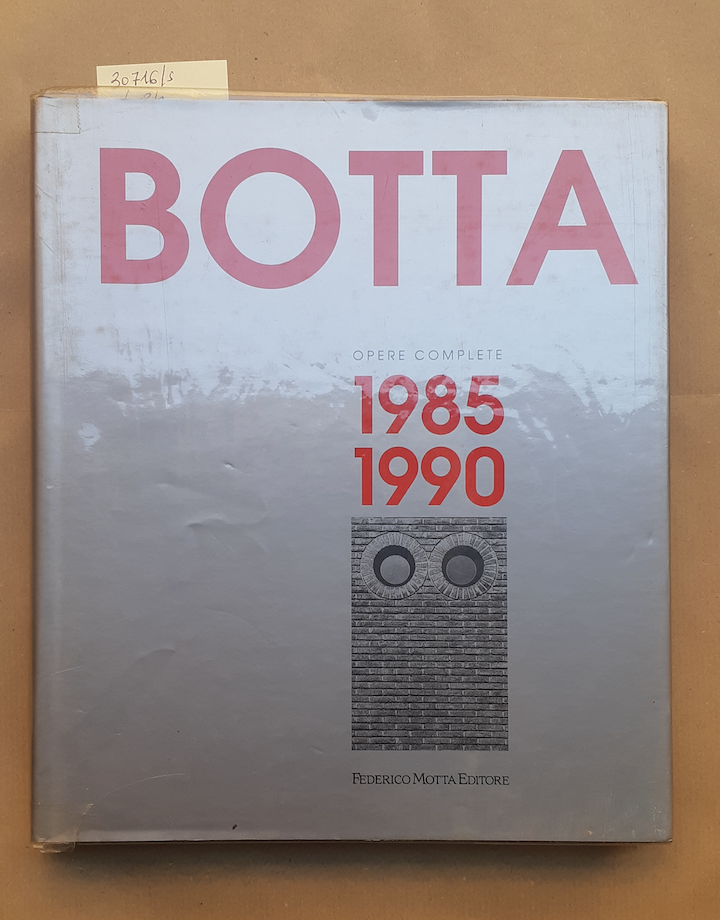 30716/s
BOTTA
OPERE COMPLETE
1985
1990
FEDERICO MOTTA EDITORE